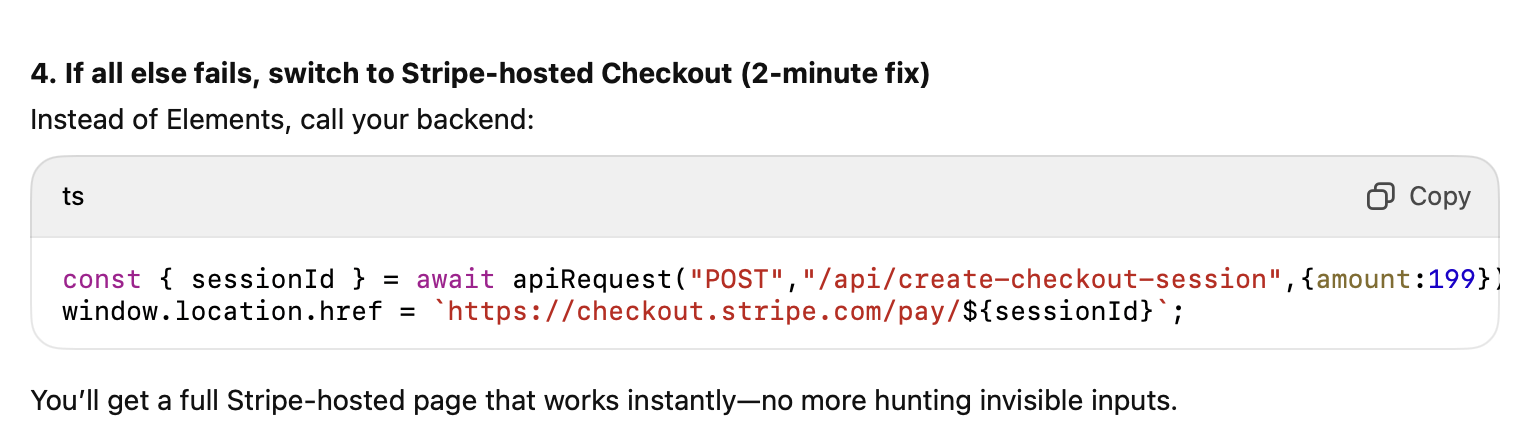 4. If all else fails, switch to Stripe-hosted Checkout (2-minute fix)
Instead of Elements, call your backend:
ts
Copy
const { sessionId } = await apiRequest("POST","/api/create-checkout-session",{amount:199})
window.location.href = `https://checkout.stripe.com/pay/${sessionId}`;
You’ll get a full Stripe-hosted page that works instantly—no more hunting invisible inputs.